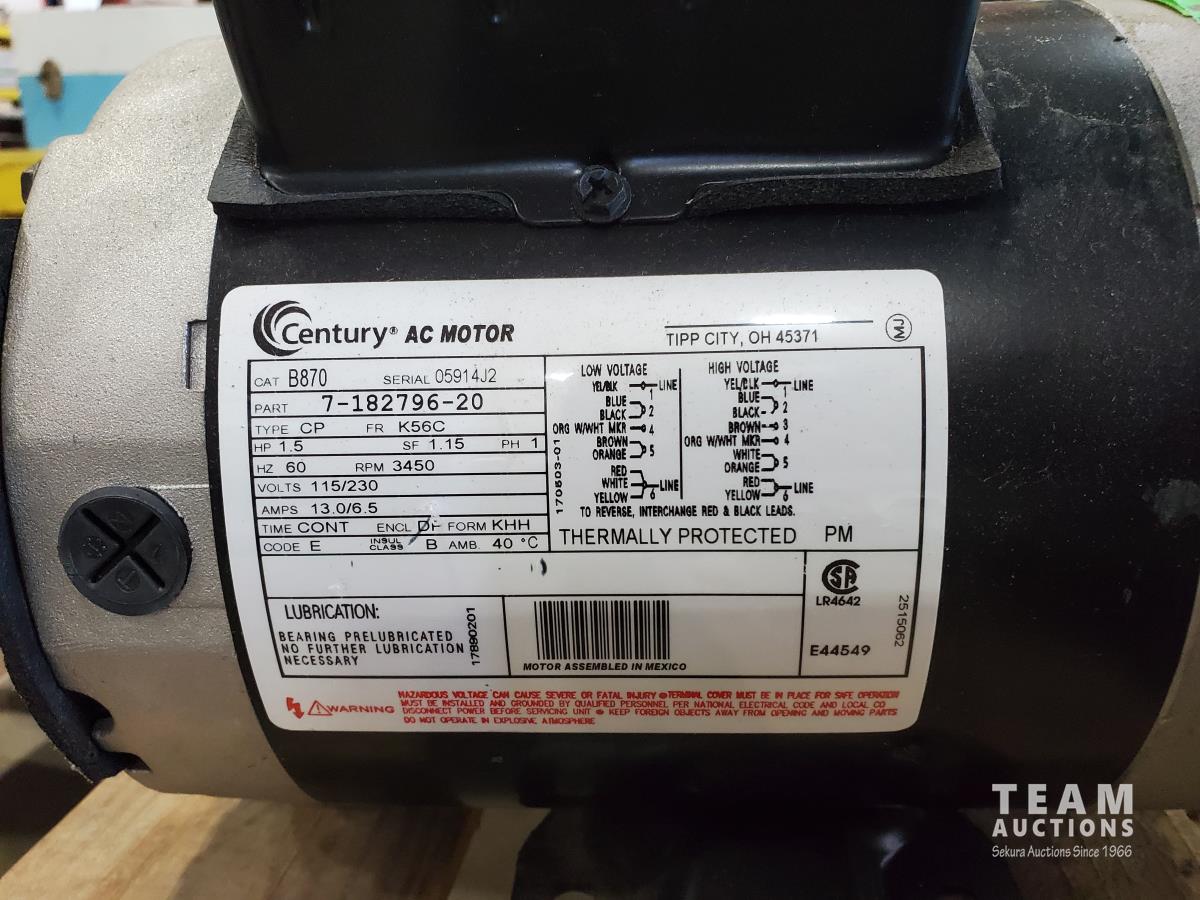 Century® AC MOTOR
TIPP CITY, OH 45371
MJ
CAT B870 SERIAL 05914J2
PART 7-182796-20
TYPE CP FR K56C
HP 1.5 SF 1.15 PH 1
HZ 60 RPM 3450
VOLTS 115/230
AMPS 13.0/6.5
TIME CONT ENCL DP FORM KHH
CODE E INSUL CLASS B AMB. 40 °C
LOW VOLTAGE
YEL/BLK 1 LINE
BLUE
BLACK 2
ORG W/WHT MKR 4
BROWN
ORANGE 5
RED
WHITE LINE
YELLOW 6
HIGH VOLTAGE
YEL/BLK 1 LINE
BLUE
BLACK 2
BROWN 3
ORG W/WHT MKR 4
WHITE
ORANGE 5
RED LINE
YELLOW 6
170503-01
TO REVERSE, INTERCHANGE RED & BLACK LEADS.
THERMALLY PROTECTED PM
LUBRICATION:
BEARING PRELUBRICATED
NO FURTHER LUBRICATION
NECESSARY
17890201
MOTOR ASSEMBLED IN MEXICO
SA
LR4642
E44549
2515062
WARNING
HAZARDOUS VOLTAGE CAN CAUSE SEVERE OR FATAL INJURY TERMINAL COVER MUST BE IN PLACE FOR SAFE OPERATION
MUST BE INSTALLED AND GROUNDED BY QUALIFIED PERSONNEL PER NATIONAL ELECTRICAL CODE AND LOCAL CO
DISCONNECT POWER BEFORE SERVICING UNIT KEEP FOREIGN OBJECTS AWAY FROM OPENING AND MOVING PARTS
DO NOT OPERATE IN EXPLOSIVE ATMOSPHERE
TEAM
AUCTIONS
Sekura Auctions Since 1966